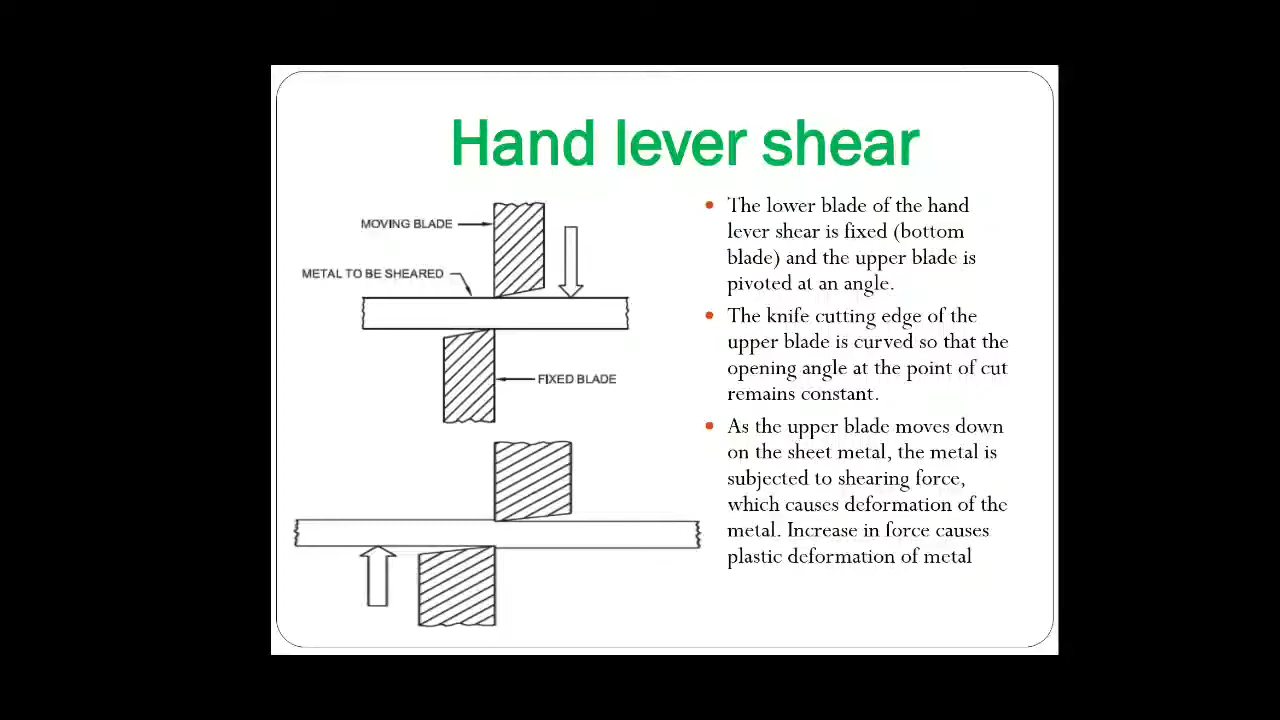 Hand lever shear
MOVING BLADE
METAL TO BE SHEARED
FIXED BLADE
• The lower blade of the hand
lever shear is fixed (bottom
blade) and the upper blade is
pivoted at an angle.
• The knife cutting edge of the
upper blade is curved so that the
opening angle at the point of cut
remains constant.
• As the upper blade moves down
on the sheet metal, the metal is
subjected to shearing force,
which causes deformation of the
metal. Increase in force causes
plastic deformation of metal